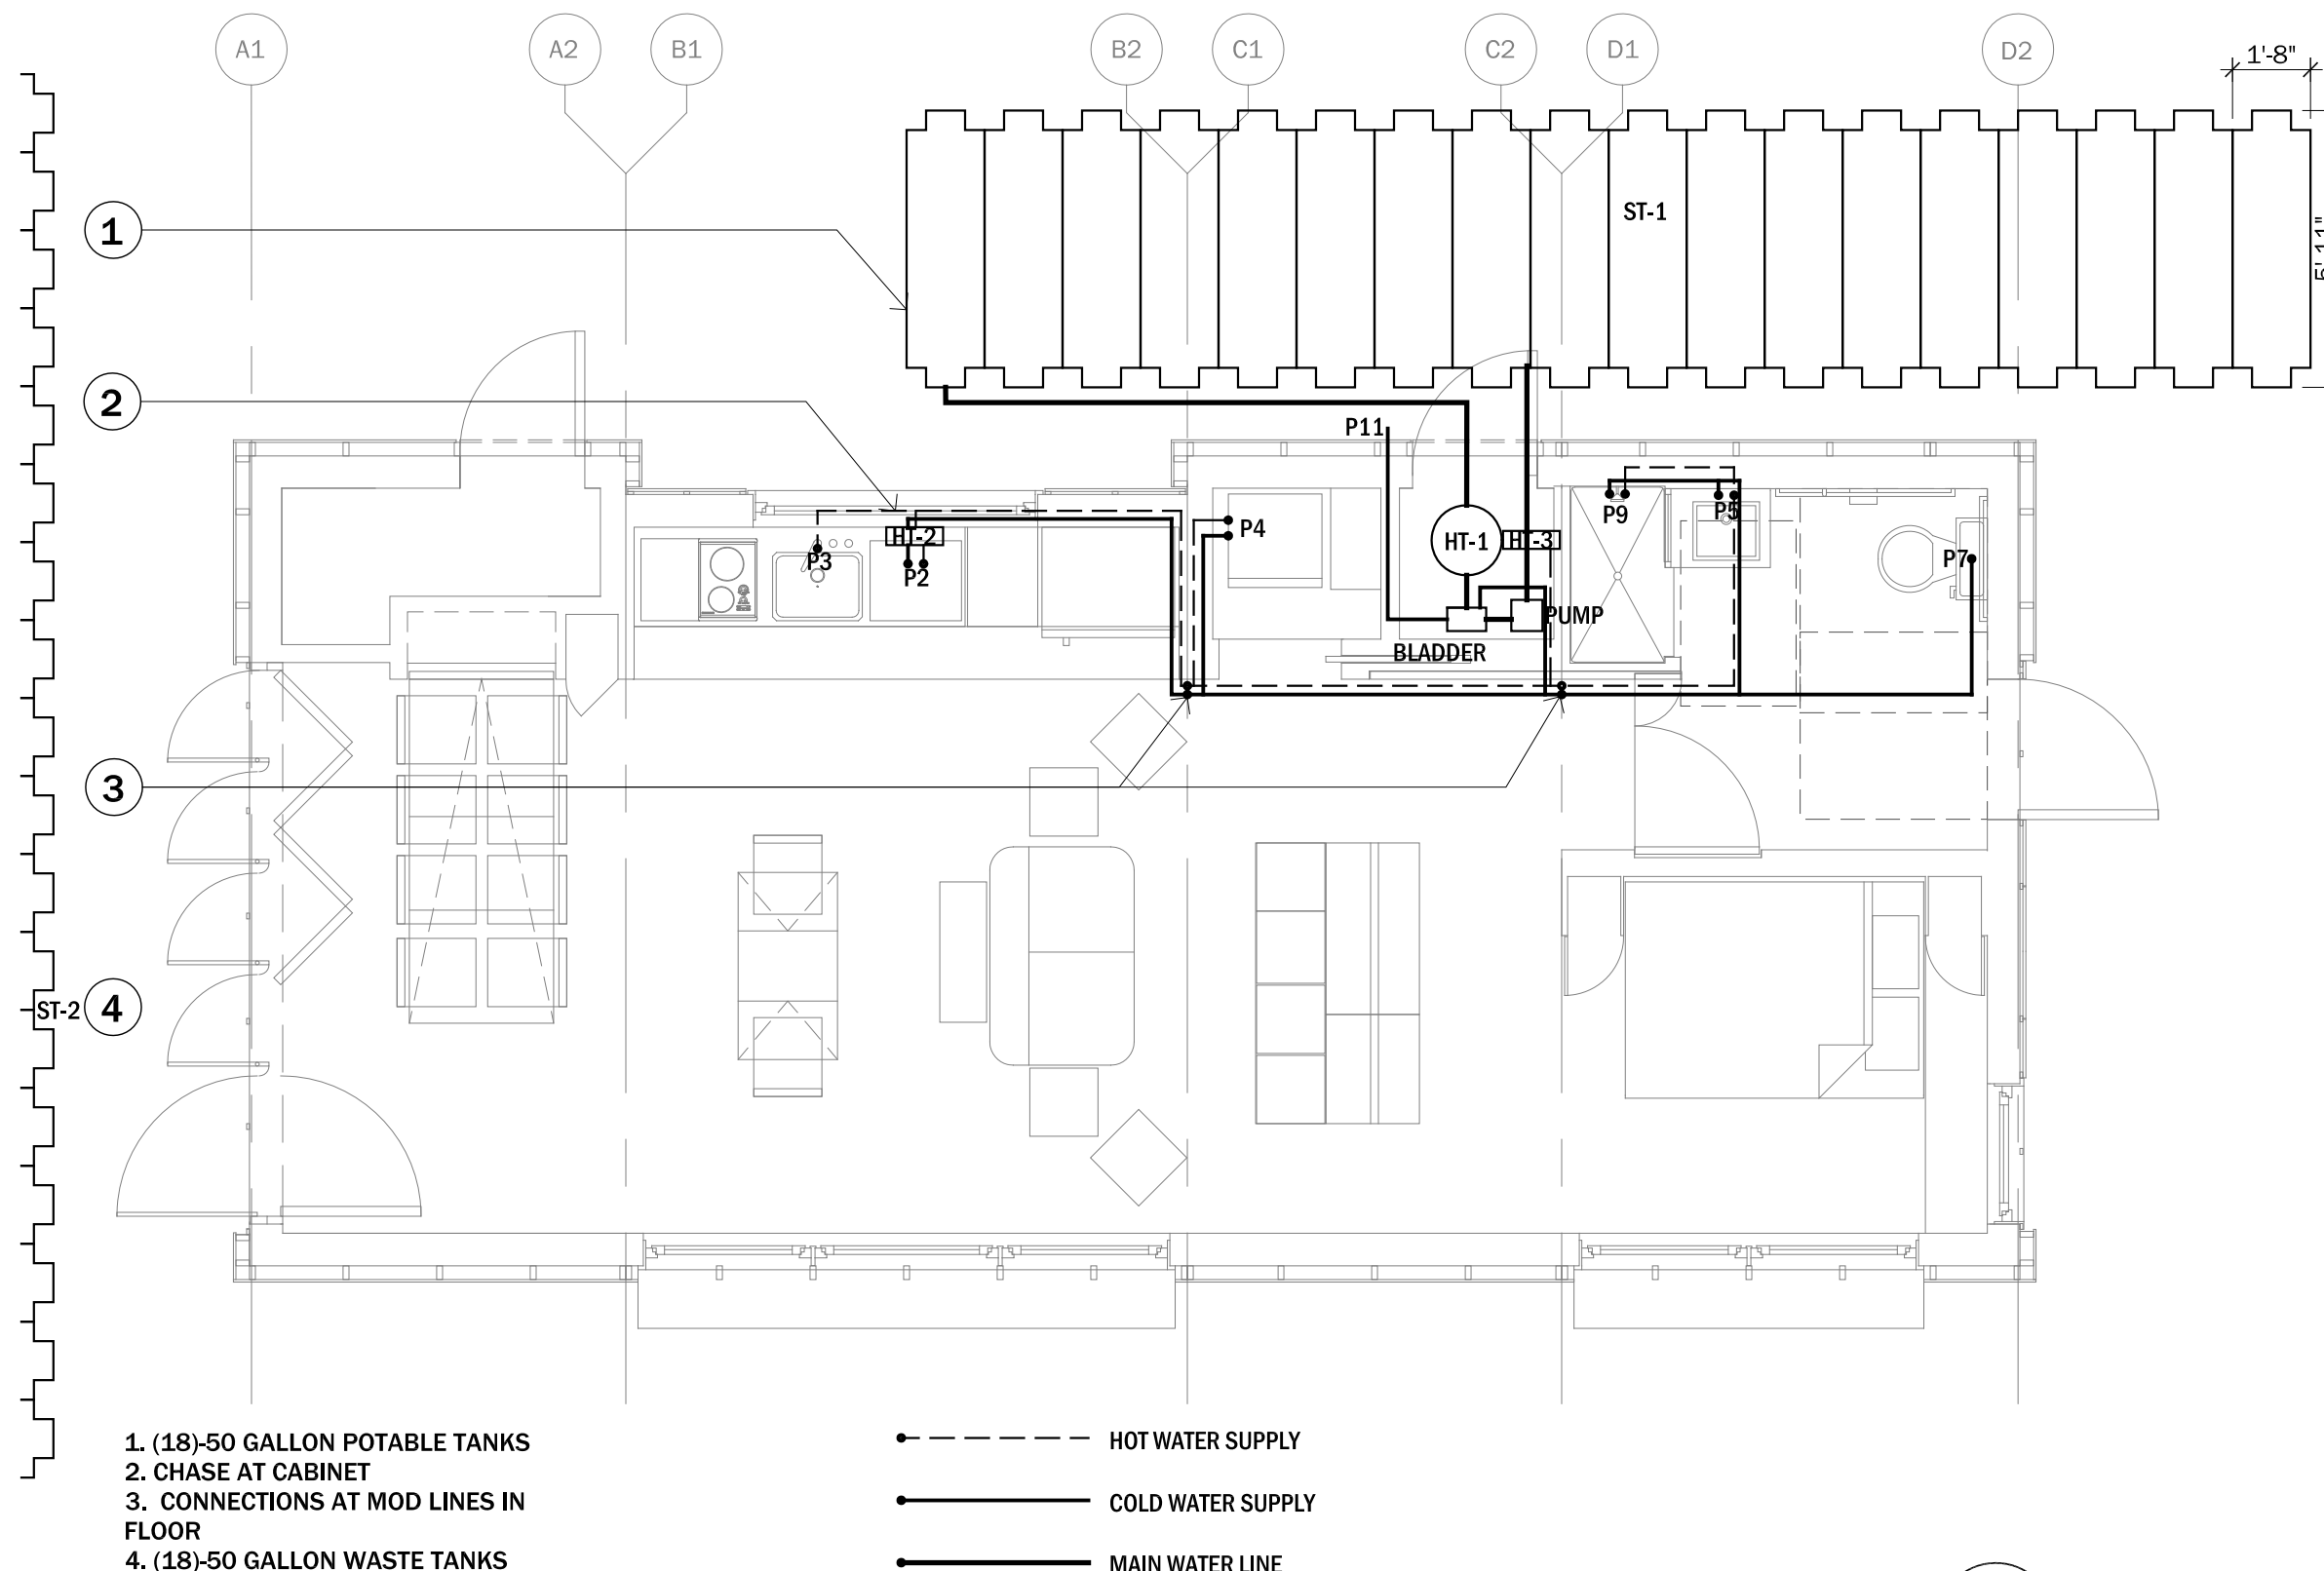 A1
A2
B1
B2
C1
C2
D1
D2
1'-8"
1
ST-1
5'-11"
2
P11
P9
P5
P4
HT-2
P3
P2
HT-1
HT-3
P7
PUMP
BLADDER
3
ST-2
4
1. (18)-50 GALLON POTABLE TANKS
2. CHASE AT CABINET
3. CONNECTIONS AT MOD LINES IN
FLOOR
4. (18)-50 GALLON WASTE TANKS
HOT WATER SUPPLY
COLD WATER SUPPLY
MAIN WATER LINE